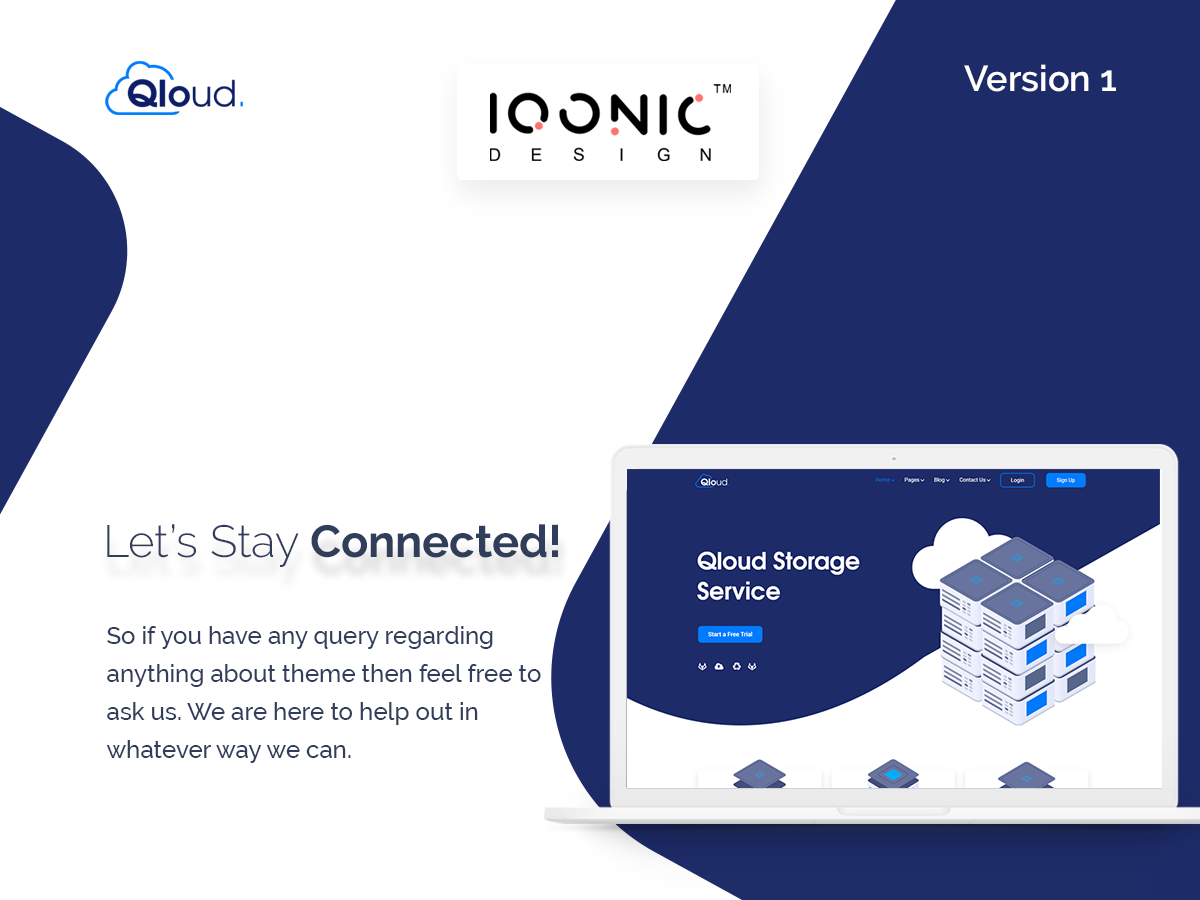 Qloud.
IQONIC TM
DESIGN
Version 1
Qloud.
Home Pages Blog Contact Us Login Sign Up
Qloud Storage
Service
Start a Free Trial
Let's Stay Connected!
So if you have any query regarding
anything about theme then feel free to
ask us. We are here to help out in
whatever way we can.